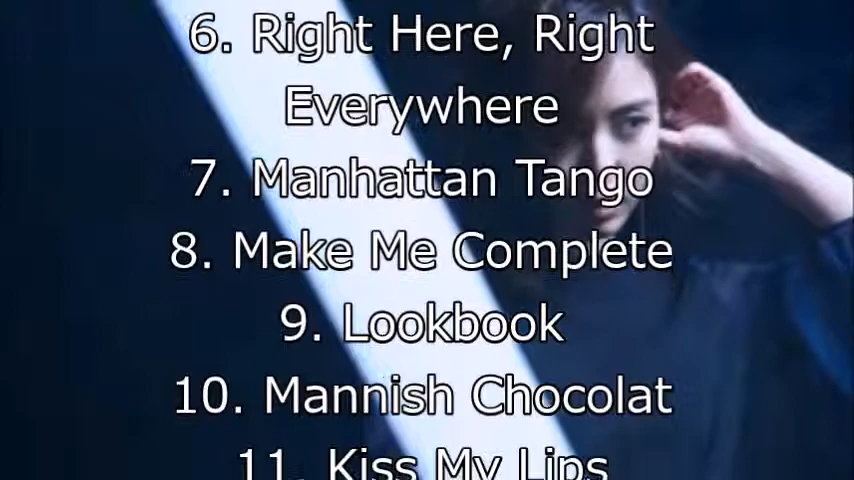 6. Right Here, Right
Everywhere
7. Manhattan Tango
8. Make Me Complete
9. Lookbook
10. Mannish Chocolat
11. Kiss My Lips